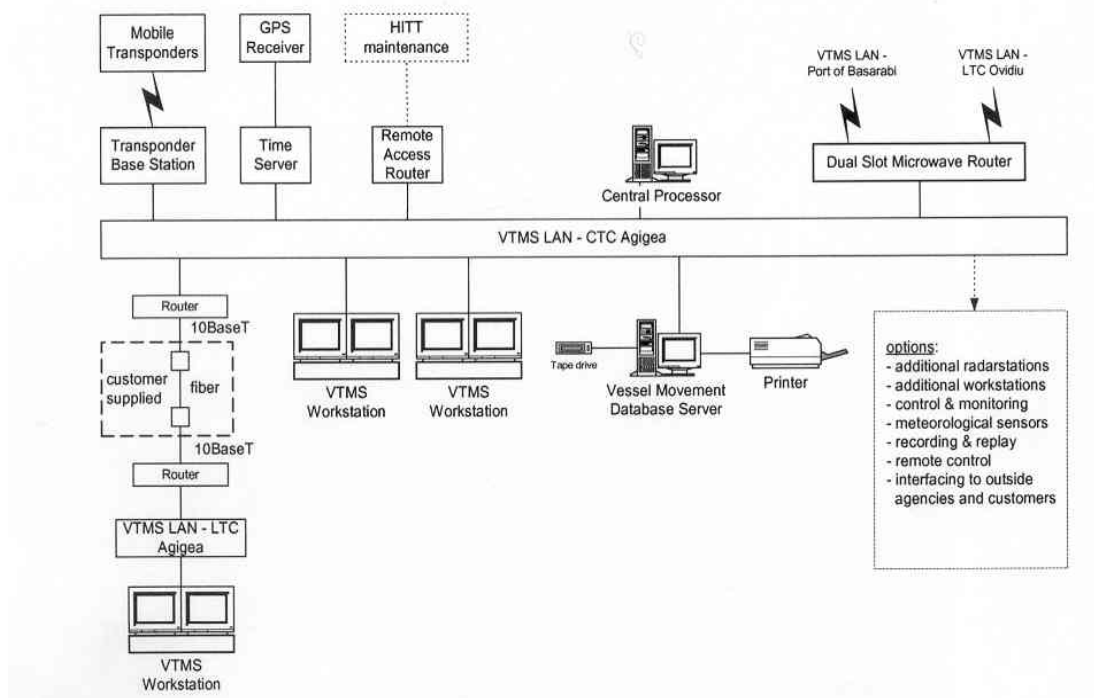 Mobile
Transponders
GPS
Receiver
HITT
maintenance
VTMS LAN -
Port of Basarabi
VTMS LAN -
LTC Ovidiu
Transponder
Base Station
Time
Server
Remote
Access
Router
Central Processor
Dual Slot Microwave Router
VTMS LAN - CTC Agigea
Router
10BaseT
customer
supplied
fiber
10BaseT
Router
VTMS LAN - LTC
Agigea
VTMS
Workstation
VTMS
Workstation
VTMS
Workstation
Tape drive
Vessel Movement
Database Server
Printer
options:
- additional radarstations
- additional workstations
- control & monitoring
- meteorological sensors
- recording & replay
- remote control
- interfacing to outside
agencies and customers